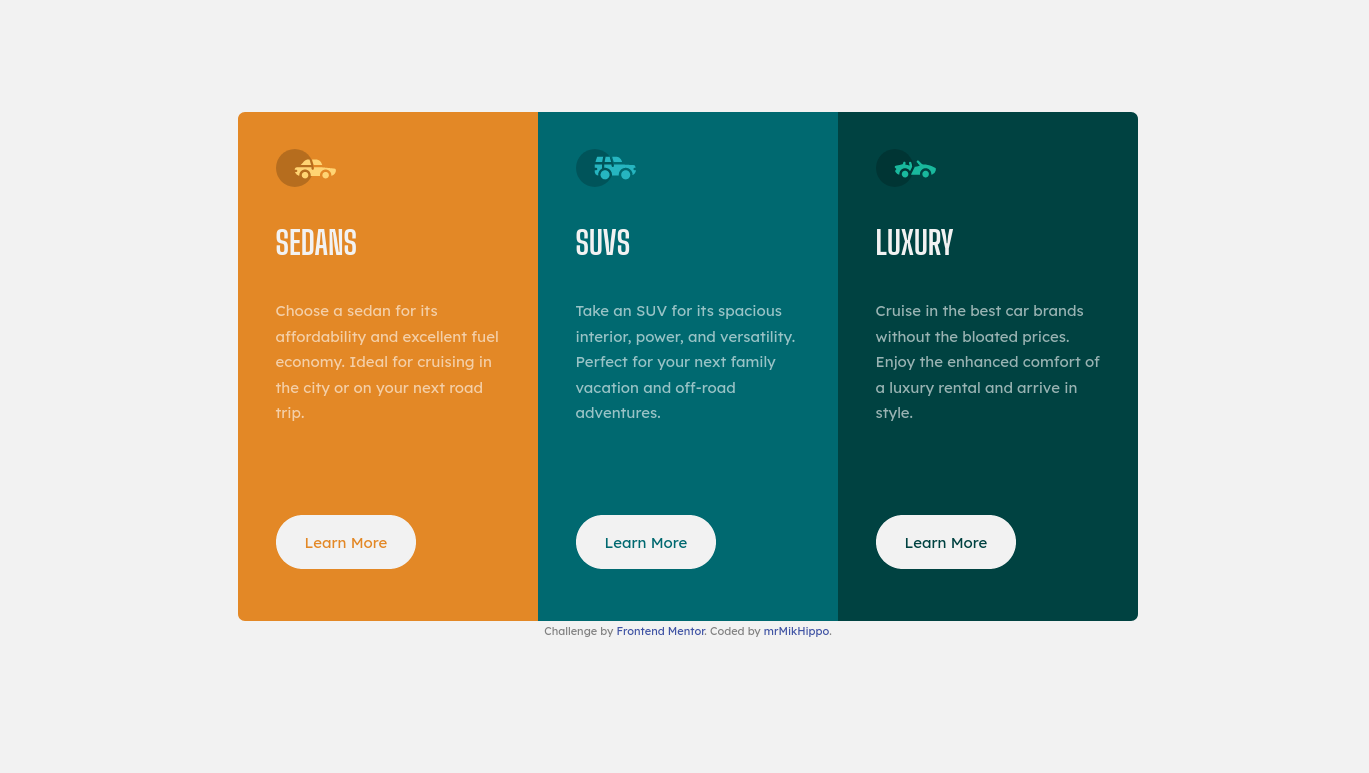 SEDANS
Choose a sedan for its
affordability and excellent fuel
economy. Ideal for cruising in
the city or on your next road
trip.
Learn More
SUVS
Take an SUV for its spacious
interior, power, and versatility.
Perfect for your next family
vacation and off-road
adventures.
Learn More
LUXURY
Cruise in the best car brands
without the bloated prices.
Enjoy the enhanced comfort of
a luxury rental and arrive in
style.
Learn More
Challenge by Frontend Mentor. Coded by mrMikHippo.